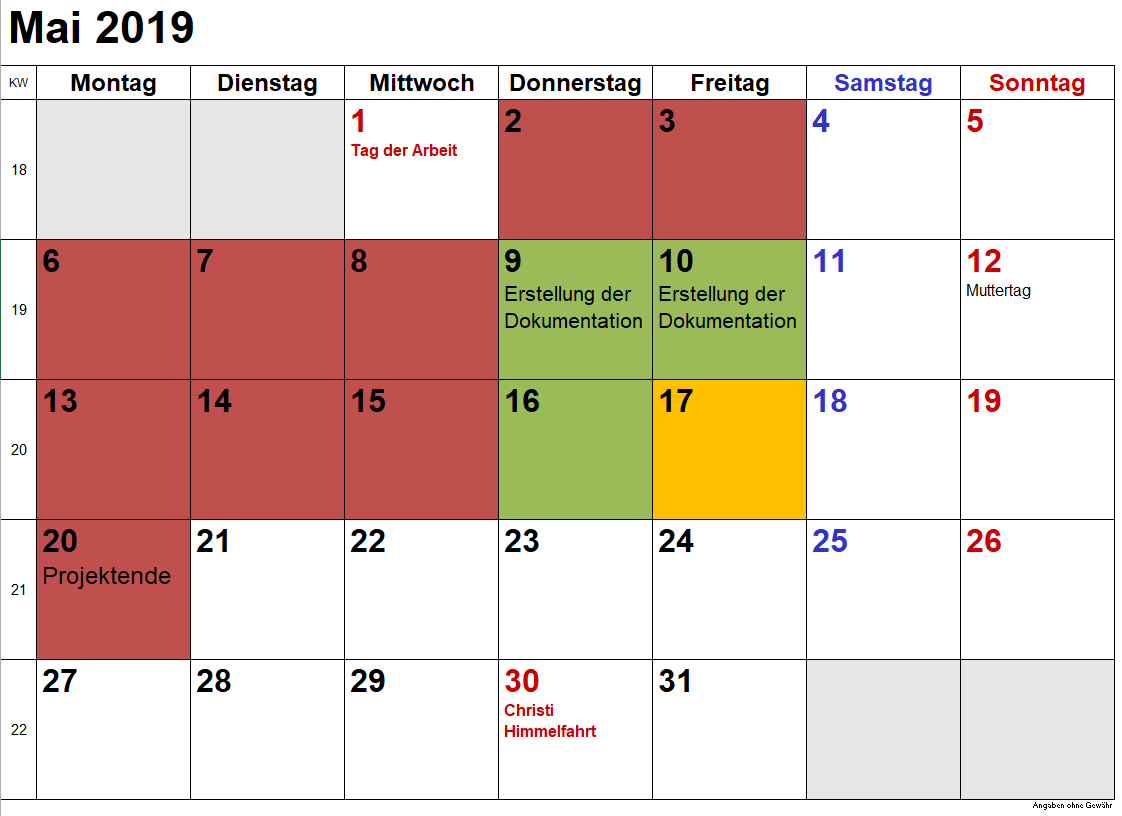 Mai 2019
KW Montag Dienstag Mittwoch Donnerstag Freitag Samstag Sonntag
18
1 2 3 4 5
Tag der Arbeit
19
6 7 8 9 10 11 12
Erstellung der Dokumentation
Erstellung der Dokumentation
Muttertag
20
13 14 15 16 17 18 19
21
20 21 22 23 24 25 26
Projektende
22
27 28 29 30 31
Christi
Himmelfahrt
Angaben ohne Gewähr